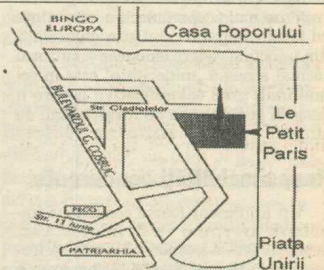 BINGO
EUROPA
Casa Poporului
BULEVARDUL G. COSBUC
Str. Gladiolelor
Le
Petit
Paris
PECO
Str. 11 Iunie
PATRIARHIA
Piata
Unirii